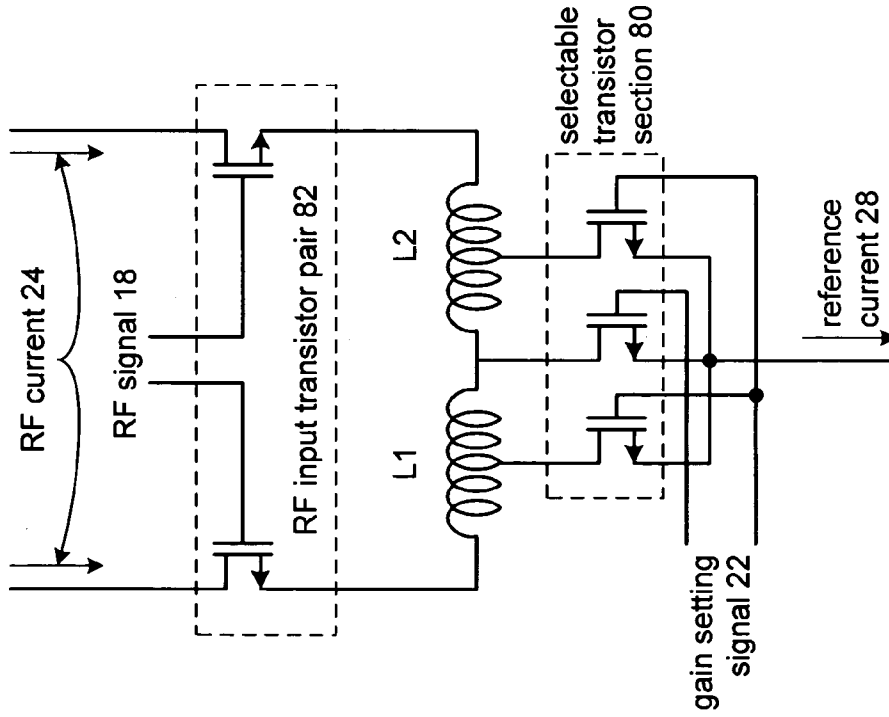 RF current 24
RF signal 18
RF input transistor pair 82
L1
L2
selectable
transistor
section 80
gain setting
signal 22
reference
current 28